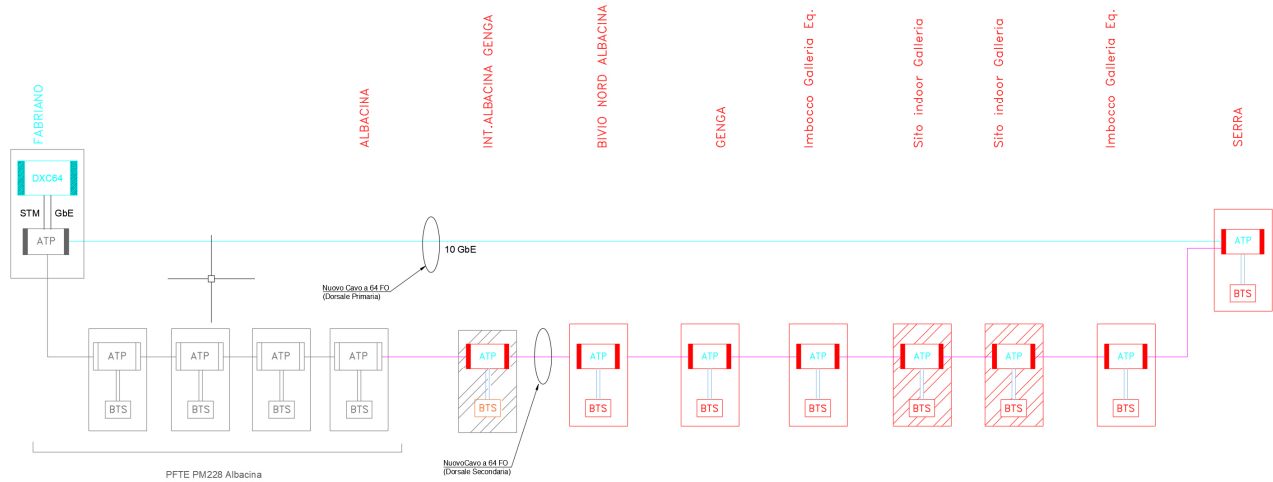 FABRIANO
ALBACINA
INT.ALBACINA GENGA
BIVIO NORD ALBACINA
GENGA
Imbocco Galleria Eq.
Sito indoor Galleria
Sito indoor Galleria
Imbocco Galleria Eq.
SERRA
DXC64
STM
GbE
ATP
10 GbE
Nuovo Cavo a 64 FO
(Dorsale Primaria)
ATP
BTS
ATP
BTS
ATP
BTS
ATP
BTS
ATP
BTS
ATP
BTS
ATP
BTS
ATP
BTS
ATP
BTS
ATP
BTS
ATP
BTS
ATP
BTS
NuovoCavo a 64 FO
(Dorsale Secondaria)
PFTE PM228 Albacina